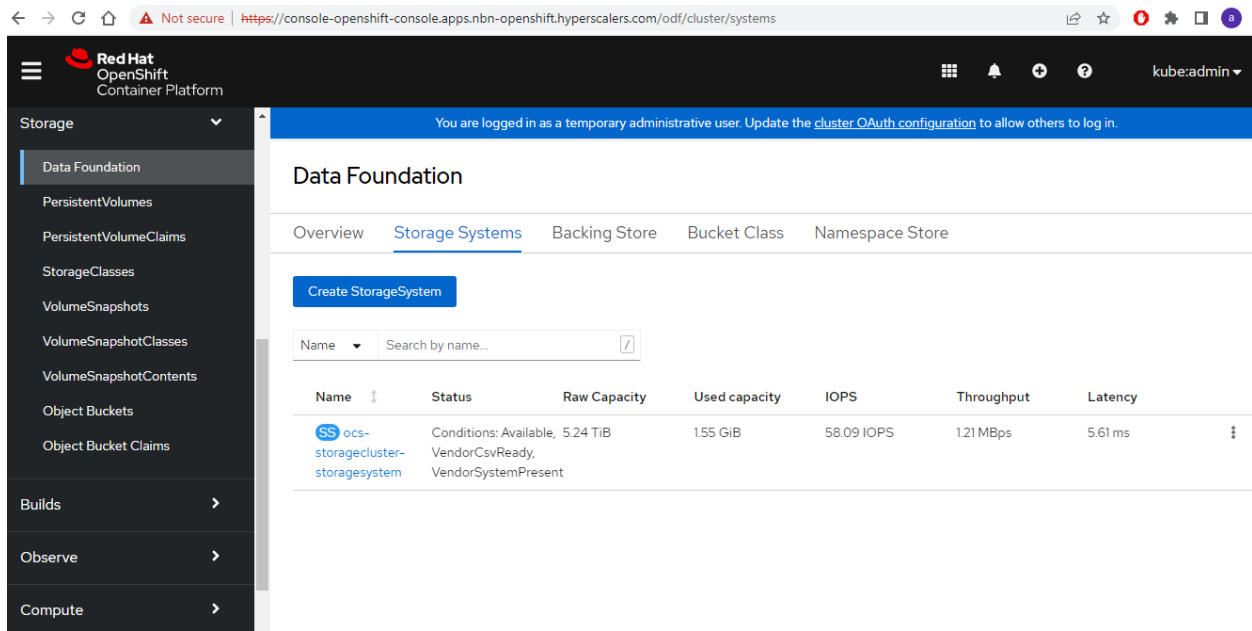 Not secure https://console-openshift-console.apps.nbn-openshift.hyperscalers.com/odf/cluster/systems
a
Red Hat
OpenShift
Container Platform
kube:admin
Storage
Data Foundation
PersistentVolumes
PersistentVolumeClaims
StorageClasses
VolumeSnapshots
VolumeSnapshotClasses
VolumeSnapshotContents
Object Buckets
Object Bucket Claims
Builds
Observe
Compute
You are logged in as a temporary administrative user. Update the cluster OAuth configuration to allow others to log in.
Data Foundation
Overview Storage Systems Backing Store Bucket Class Namespace Store
Create StorageSystem
Name Search by name... /
Name Status Raw Capacity Used capacity IOPS Throughput Latency
SS ocs- Conditions: Available, 5.24 TiB 1.55 GiB 58.09 IOPS 1.21 MBps 5.61 ms
storagecluster- VendorCsvReady,
storagesystem VendorSystemPresent